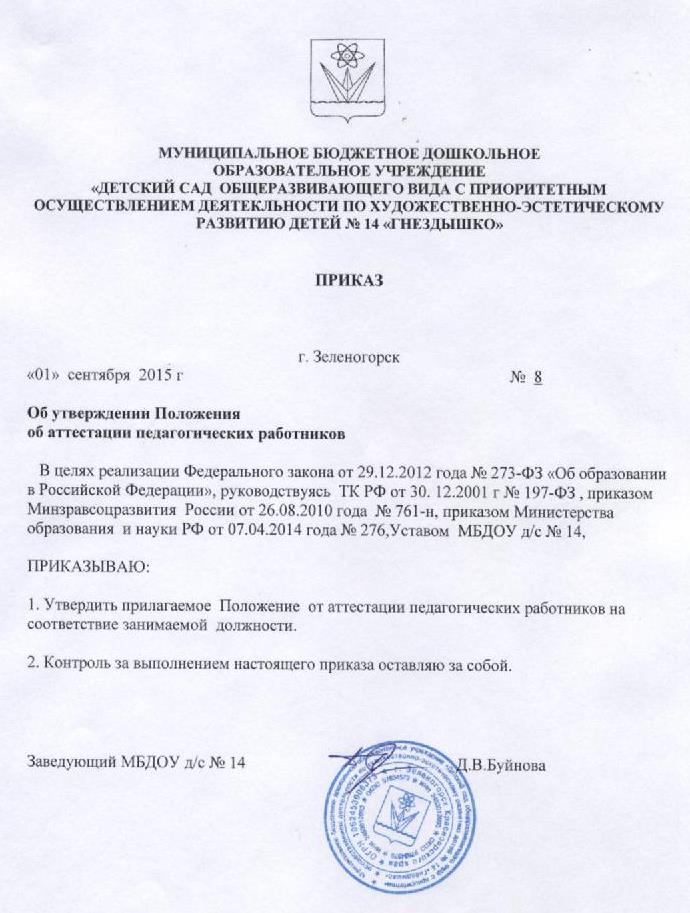 МУНИЦИПАЛЬНОЕ БЮДЖЕТНОЕ ДОШКОЛЬНОЕ
ОБРАЗОВАТЕЛЬНОЕ УЧРЕЖДЕНИЕ
«ДЕТСКИЙ САД ОБЩЕРАЗВИВАЮЩЕГО ВИДА С ПРИОРИТЕТНЫМ
ОСУЩЕСТВЛЕНИЕМ ДЕЯТЕКЛЬНОСТИ ПО ХУДОЖЕСТВЕННО-ЭСТЕТИЧЕСКОМУ
РАЗВИТИЮ ДЕТЕЙ № 14 «ГНЕЗДЫШКО»
ПРИКАЗ
г. Зеленогорск
«01» сентября 2015 г № 8
Об утверждении Положения
об аттестации педагогических работников
В целях реализации Федерального закона от 29.12.2012 года № 273-ФЗ «Об образовании
в Российской Федерации», руководствуясь ТК РФ от 30. 12.2001 г № 197-ФЗ , приказом
Минзравсоцразвития России от 26.08.2010 года № 761-н, приказом Министерства
образования и науки РФ от 07.04.2014 года № 276,Уставом МБДОУ д/с № 14,
ПРИКАЗЫВАЮ:
1. Утвердить прилагаемое Положение от аттестации педагогических работников на
соответствие занимаемой должности.
2. Контроль за выполнением настоящего приказа оставляю за собой.
Заведующий МБДОУ д/с № 14 Д.В.Буйнова